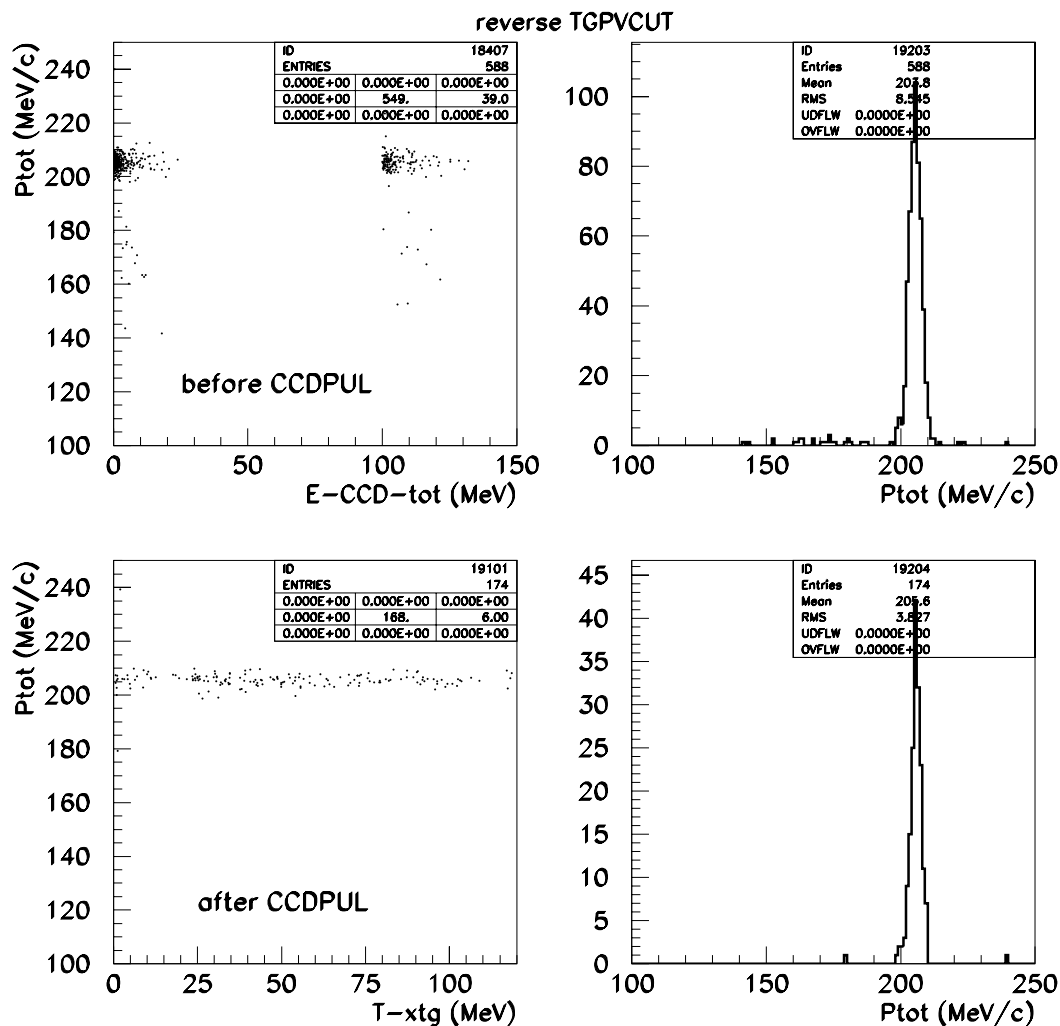 reverse TGPVCUT
ID 18407
ENTRIES 588
0.000E+00 0.000E+00 0.000E+00
0.000E+00 549. 39.0
0.000E+00 0.000E+00 0.000E+00
Ptot (MeV/c)
240
220
200
180
160
140
120
100
before CCDPUL
0 50 100 150
E-CCD-tot (MeV)
ID 19203
Entries 588
Mean 203.8
RMS 8.545
UDFLW 0.0000E+00
OVFLW 0.0000E+00
100
80
60
40
20
0
100 150 200 250
Ptot (MeV/c)
ID 19101
ENTRIES 174
0.000E+00 0.000E+00 0.000E+00
0.000E+00 168. 6.00
0.000E+00 0.000E+00 0.000E+00
Ptot (MeV/c)
240
220
200
180
160
140
120
100
after CCDPUL
0 25 50 75 100
T-xtg (MeV)
ID 19204
Entries 174
Mean 205.6
RMS 3.827
UDFLW 0.0000E+00
OVFLW 0.0000E+00
45
40
35
30
25
20
15
10
5
0
100 150 200 250
Ptot (MeV/c)